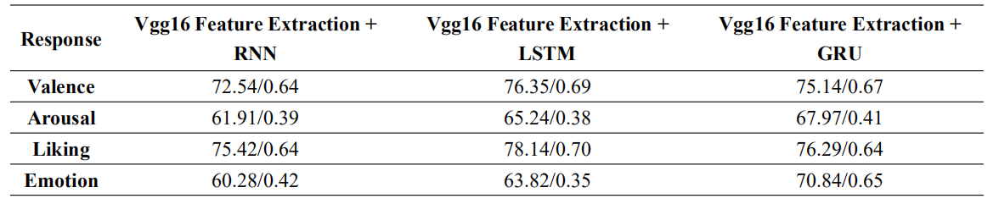 Response Vgg16 Feature Extraction + RNN Vgg16 Feature Extraction + LSTM Vgg16 Feature Extraction + GRU
Valence 72.54/0.64 76.35/0.69 75.14/0.67
Arousal 61.91/0.39 65.24/0.38 67.97/0.41
Liking 75.42/0.64 78.14/0.70 76.29/0.64
Emotion 60.28/0.42 63.82/0.35 70.84/0.65